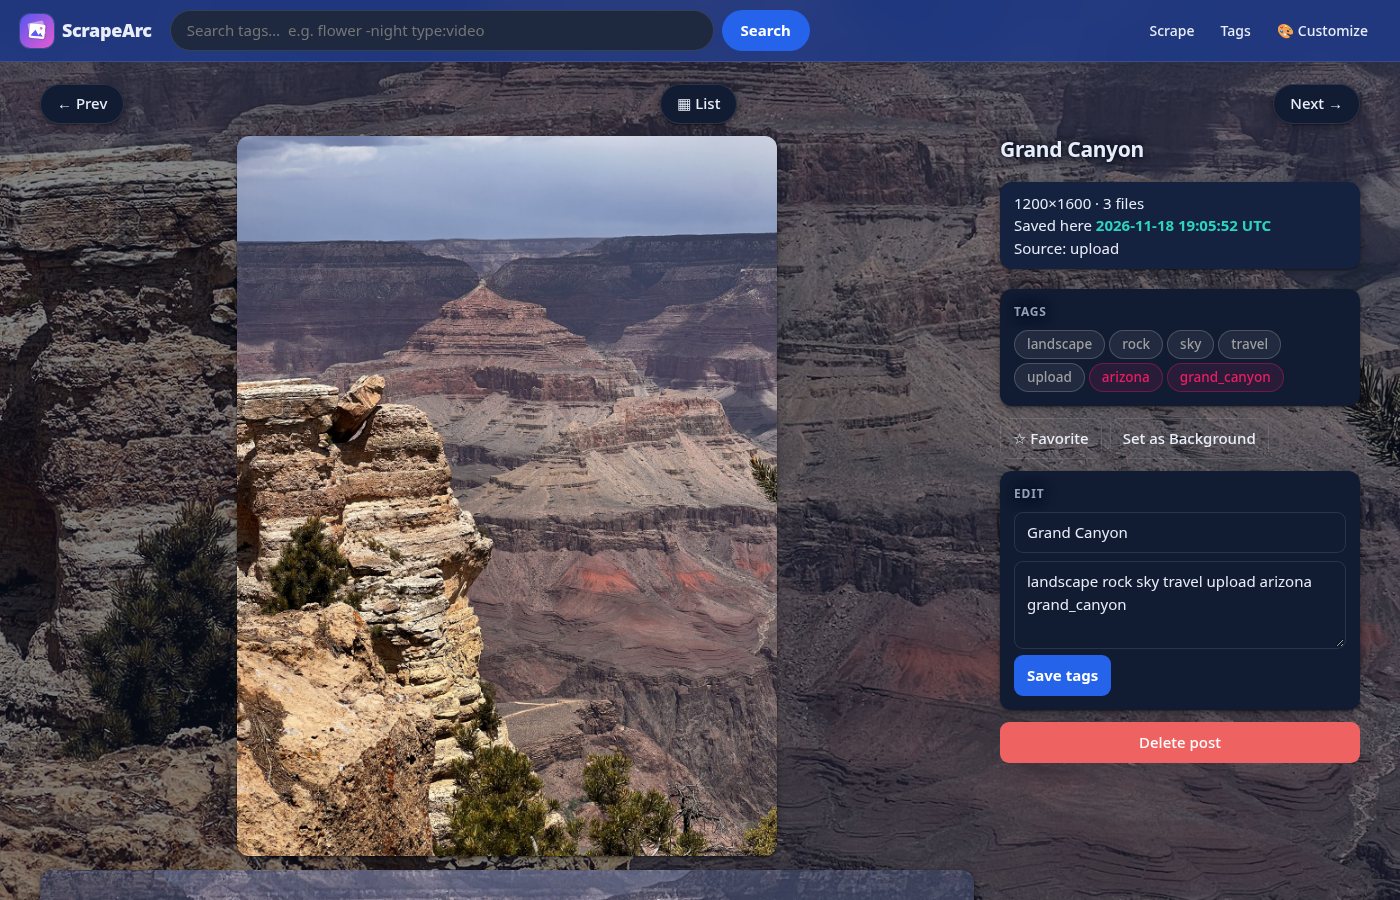 ScrapeArc
Search tags... e.g. flower -night type:video
Search
Scrape
Tags
🎨 Customize
← Prev
▦ List
Next →
Grand Canyon
1200×1600 · 3 files
Saved here 2026-11-18 19:05:52 UTC
Source: upload
TAGS
landscape rock sky travel
upload arizona grand_canyon
☆ Favorite
Set as Background
EDIT
Grand Canyon
landscape rock sky travel upload arizona
grand_canyon
Save tags
Delete post